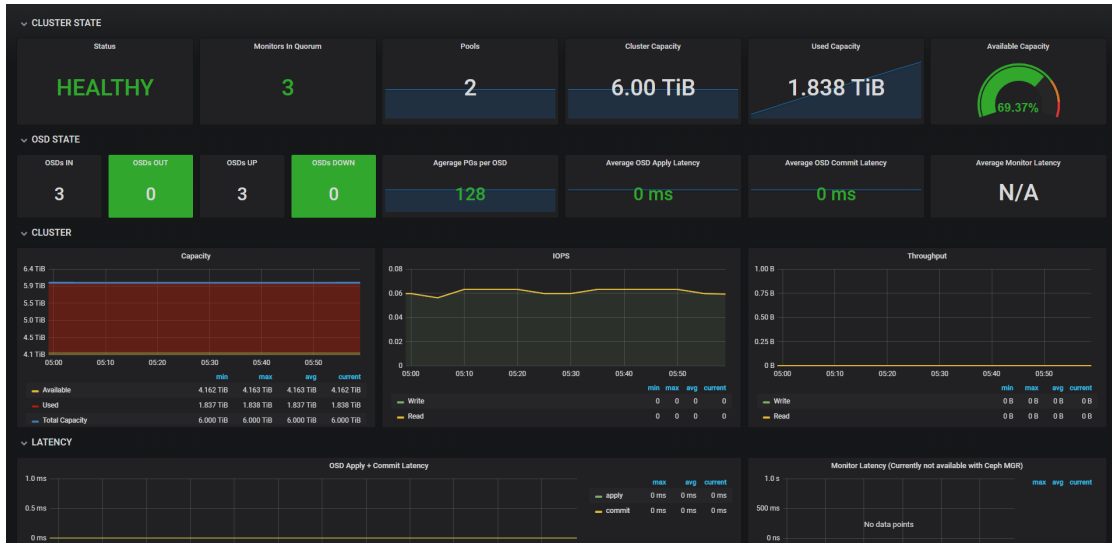 CLUSTER STATE
Status
HEALTHY
Monitors In Quorum
3
Pools
2
Cluster Capacity
6.00 TiB
Used Capacity
1.838 TiB
Available Capacity
69.37%
OSD STATE
OSDs IN
3
OSDs OUT
0
OSDs UP
3
OSDs DOWN
0
Agerage PGs per OSD
128
Average OSD Apply Latency
0 ms
Average OSD Commit Latency
0 ms
Average Monitor Latency
N/A
CLUSTER
Capacity
6.4 TiB
5.9 TiB
5.5 TiB
5.0 TiB
4.5 TiB
4.1 TiB
05:00 05:10 05:20 05:30 05:40 05:50
min max avg current
Available 4.162 TiB 4.163 TiB 4.163 TiB 4.162 TiB
Used 1.837 TiB 1.838 TiB 1.837 TiB 1.838 TiB
Total Capacity 6.000 TiB 6.000 TiB 6.000 TiB 6.000 TiB
IOPS
0.08
0.06
0.04
0.02
0
05:00 05:10 05:20 05:30 05:40 05:50
min max avg current
Write 0 0 0 0
Read 0 0 0 0
Throughput
1.00 B
0.75 B
0.50 B
0.25 B
0 B
05:00 05:10 05:20 05:30 05:40 05:50
min max avg current
Write 0 B 0 B 0 B 0 B
Read 0 B 0 B 0 B 0 B
LATENCY
OSD Apply + Commit Latency
1.0 ms
0.5 ms
0 ms
max avg current
apply 0 ms 0 ms 0 ms
commit 0 ms 0 ms 0 ms
Monitor Latency (Currently not available with Ceph MGR)
1.0 s
500 ms
0 ns
No data points
max avg current